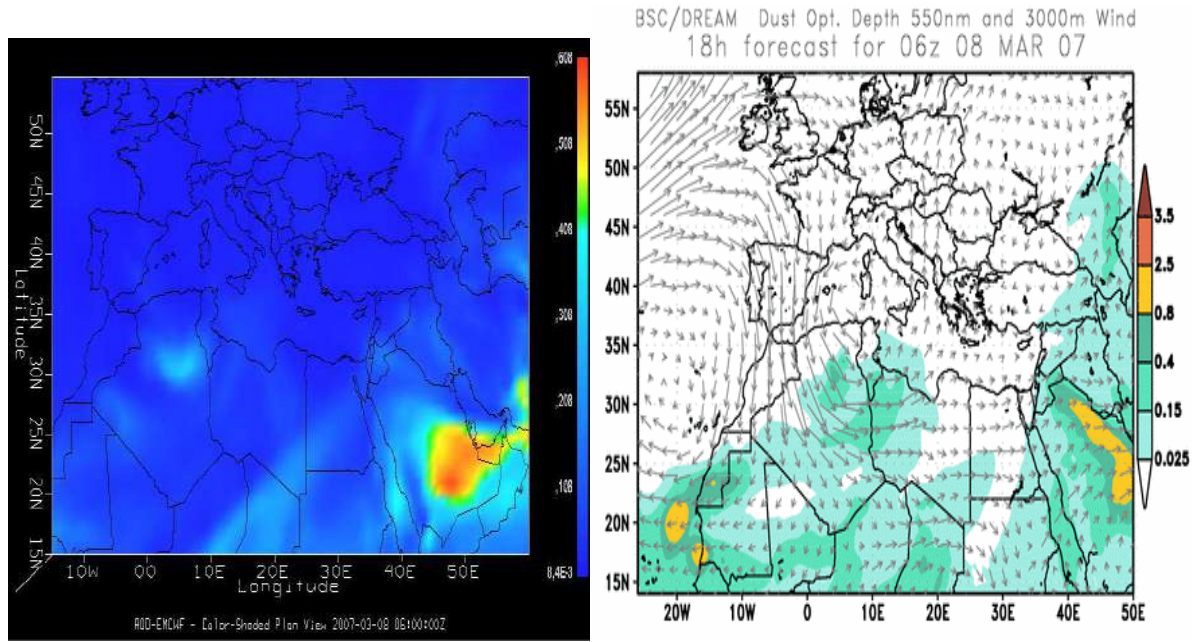 BSC/DREAM Dust Opt. Depth 550nm and 3000m Wind
18h forecast for 06z 08 MAR 07
,608
,508
,408
,308
,208
,108
8,4E-3
50N
45N
40N
35N
30N
25N
20N
15N
Latitude
10W 00 10E 20E 30E 40E 50E
Longitude
AOD-EMCWF - Color-Shaded Plan View 2007-03-08 06:00:00Z
55N
50N
45N
40N
35N
30N
25N
20N
15N
20W 10W 0 10E 20E 30E 40E 50E
3.5
2.5
0.8
0.4
0.15
0.025